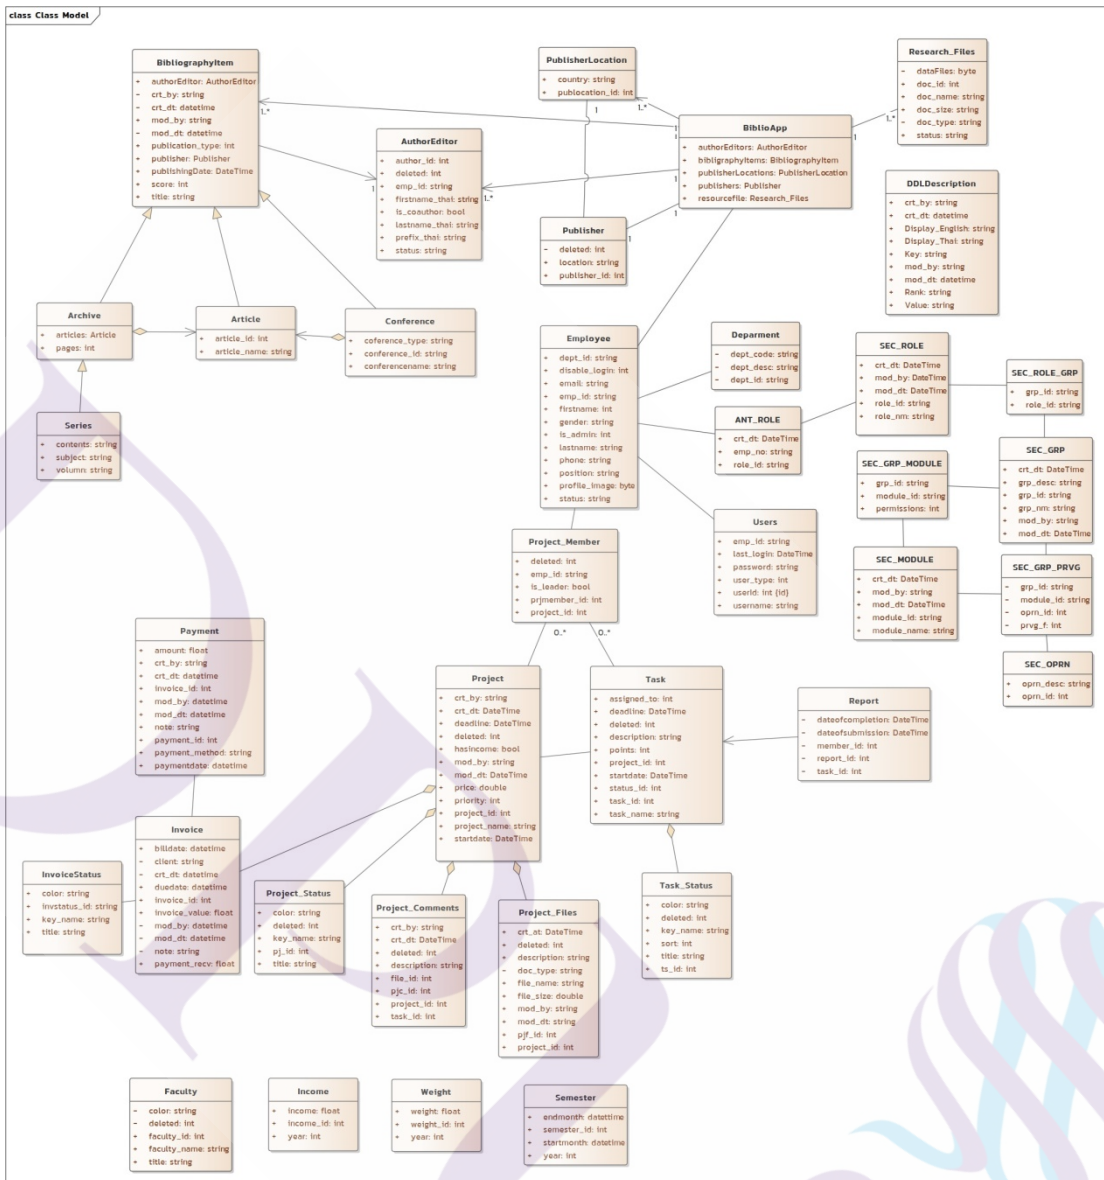 class Class Model
BibliographyItem
+ authorEditor: AuthorEditor
- crt_by: string
- crt_dt: datetime
+ mod_by: string
- mod_dt: datetime
+ publication_type: int
+ publisher: Publisher
+ publishingDate: DateTime
+ score: int
+ title: string
1..*
AuthorEditor
+ author_id: int
+ deleted: int
+ emp_id: string
+ firstname_thai: string
+ is_coauthor: bool
+ lastname_thai: string
+ prefix_thai: string
+ status: string
1
1..*
PublisherLocation
+ country: string
+ publocation_id: int
1
1..*
Publisher
- deleted: int
+ location: string
+ publisher_id: int
1
BiblioApp
+ authorEditors: AuthorEditor
+ bibligraphyItems: BibliographyItem
+ publisherLocations: PublisherLocation
+ publishers: Publisher
+ resourcefile: Research_Files
1
1
1
1
1
Research_Files
- dataFiles: byte
+ doc_id: int
+ doc_name: string
+ doc_size: string
- doc_type: string
+ status: string
1..*
DDLDescription
+ crt_by: string
+ crt_dt: datetime
+ Display_English: string
+ Display_Thai: string
+ Key: string
+ mod_by: string
+ mod_dt: datetime
+ Rank: string
+ Value: string
Archive
+ articles: Article
+ pages: int
Article
+ article_id: int
+ article_name: string
Conference
+ coference_type: string
+ conference_id: string
+ conferencename: string
Series
+ contents: string
+ subject: string
+ volumn: string
Employee
+ dept_id: string
+ disable_login: int
+ email: string
+ emp_id: string
+ firstname: int
+ gender: string
+ is_admin: int
+ lastname: string
+ phone: string
+ position: string
+ profile_image: byte
+ status: string
Deparment
- dept_code: string
- dept_desc: string
- dept_id: string
ANT_ROLE
+ crt_dt: DateTime
+ emp_no: string
+ role_id: string
SEC_ROLE
+ crt_dt: DateTime
+ mod_by: DateTime
+ mod_dt: DateTime
+ role_id: string
+ role_nm: string
SEC_ROLE_GRP
+ grp_id: string
+ role_id: string
SEC_GRP
+ crt_dt: DateTime
+ grp_desc: string
+ grp_id: string
+ grp_nm: string
+ mod_by: string
+ mod_dt: DateTime
SEC_GRP_MODULE
+ grp_id: string
+ module_id: string
+ permissions: int
Users
+ emp_id: string
+ last_login: DateTime
+ password: string
+ user_type: int
+ userid: int {id}
+ username: string
SEC_MODULE
+ crt_dt: DateTime
+ mod_by: string
+ mod_dt: DateTime
+ module_id: string
+ module_name: string
SEC_GRP_PRVG
- grp_id: string
- module_id: string
- oprn_id: int
- prvg_f: int
SEC_OPRN
+ oprn_desc: string
+ oprn_id: int
Project_Member
+ deleted: int
+ emp_id: string
+ is_leader: bool
+ prjmember_id: int
+ project_id: int
0..*
0..*
Payment
+ amount: float
+ crt_by: string
+ crt_dt: datetime
+ invoice_id: int
+ mod_by: datetime
+ mod_dt: datetime
+ note: string
+ payment_id: int
+ payment_method: string
+ paymentdate: datetime
Project
+ crt_by: string
+ crt_dt: DateTime
+ deadline: DateTime
+ deleted: int
+ hasincome: bool
+ mod_by: string
+ mod_dt: DateTime
+ price: double
+ priority: int
+ project_id: int
+ project_name: string
+ startdate: DateTime
Task
+ assigned_to: int
+ deadline: DateTime
+ deleted: int
+ description: string
+ points: int
+ project_id: int
+ startdate: DateTime
+ status_id: int
+ task_id: int
+ task_name: string
Report
- dateofcompletion: DateTime
- dateofsubmission: DateTime
- member_id: int
- report_id: int
- task_id: int
InvoiceStatus
+ color: string
+ invstatus_id: string
+ key_name: string
+ title: string
Invoice
+ billdate: datetime
- client: string
- crt_dt: datetime
+ duedate: datetime
+ invoice_id: int
+ invoice_value: float
- mod_by: datetime
- mod_dt: datetime
- note: string
+ payment_recv: float
Project_Status
+ color: string
+ deleted: int
+ key_name: string
+ pj_id: int
+ title: string
Project_Comments
+ crt_by: string
+ crt_dt: DateTime
+ deleted: int
+ description: string
+ file_id: int
+ pjc_id: int
+ project_id: int
+ task_id: int
Project_Files
+ crt_at: DateTime
+ deleted: int
+ description: string
- doc_type: string
+ file_name: string
+ file_size: double
+ mod_by: string
+ mod_dt: string
+ pjf_id: int
+ project_id: int
Task_Status
+ color: string
+ deleted: int
+ key_name: string
+ sort: int
+ title: string
+ ts_id: int
Faculty
- color: string
- deleted: int
+ faculty_id: int
+ faculty_name: string
+ title: string
Income
+ income: float
+ income_id: int
+ year: int
Weight
+ weight: float
+ weight_id: int
+ year: int
Semester
+ endmonth: datettime
+ semester_id: int
+ startmonth: datetime
+ year: int